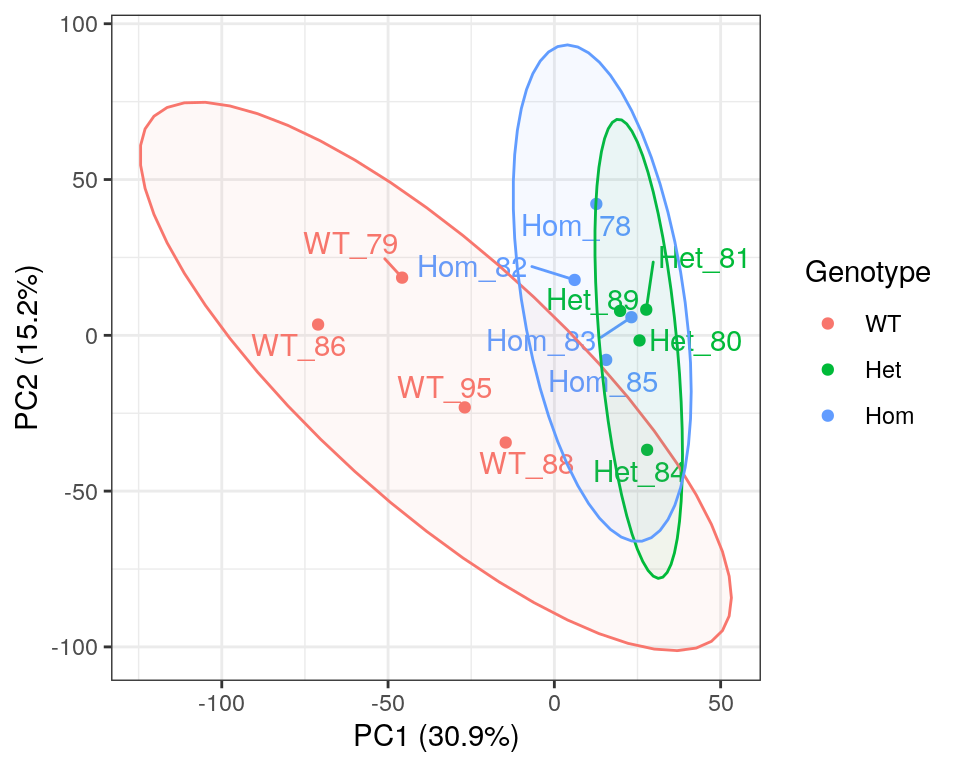 100
50
0
-50
-100
PC2 (15.2%)
WT_79
Hom_82
Hom_78
Het_81
Het_89
WT_86
Hom_83
Het_80
WT_95
Hom_85
WT_88
Het_84
-100
-50
0
50
PC1 (30.9%)
Genotype
WT
Het
Hom